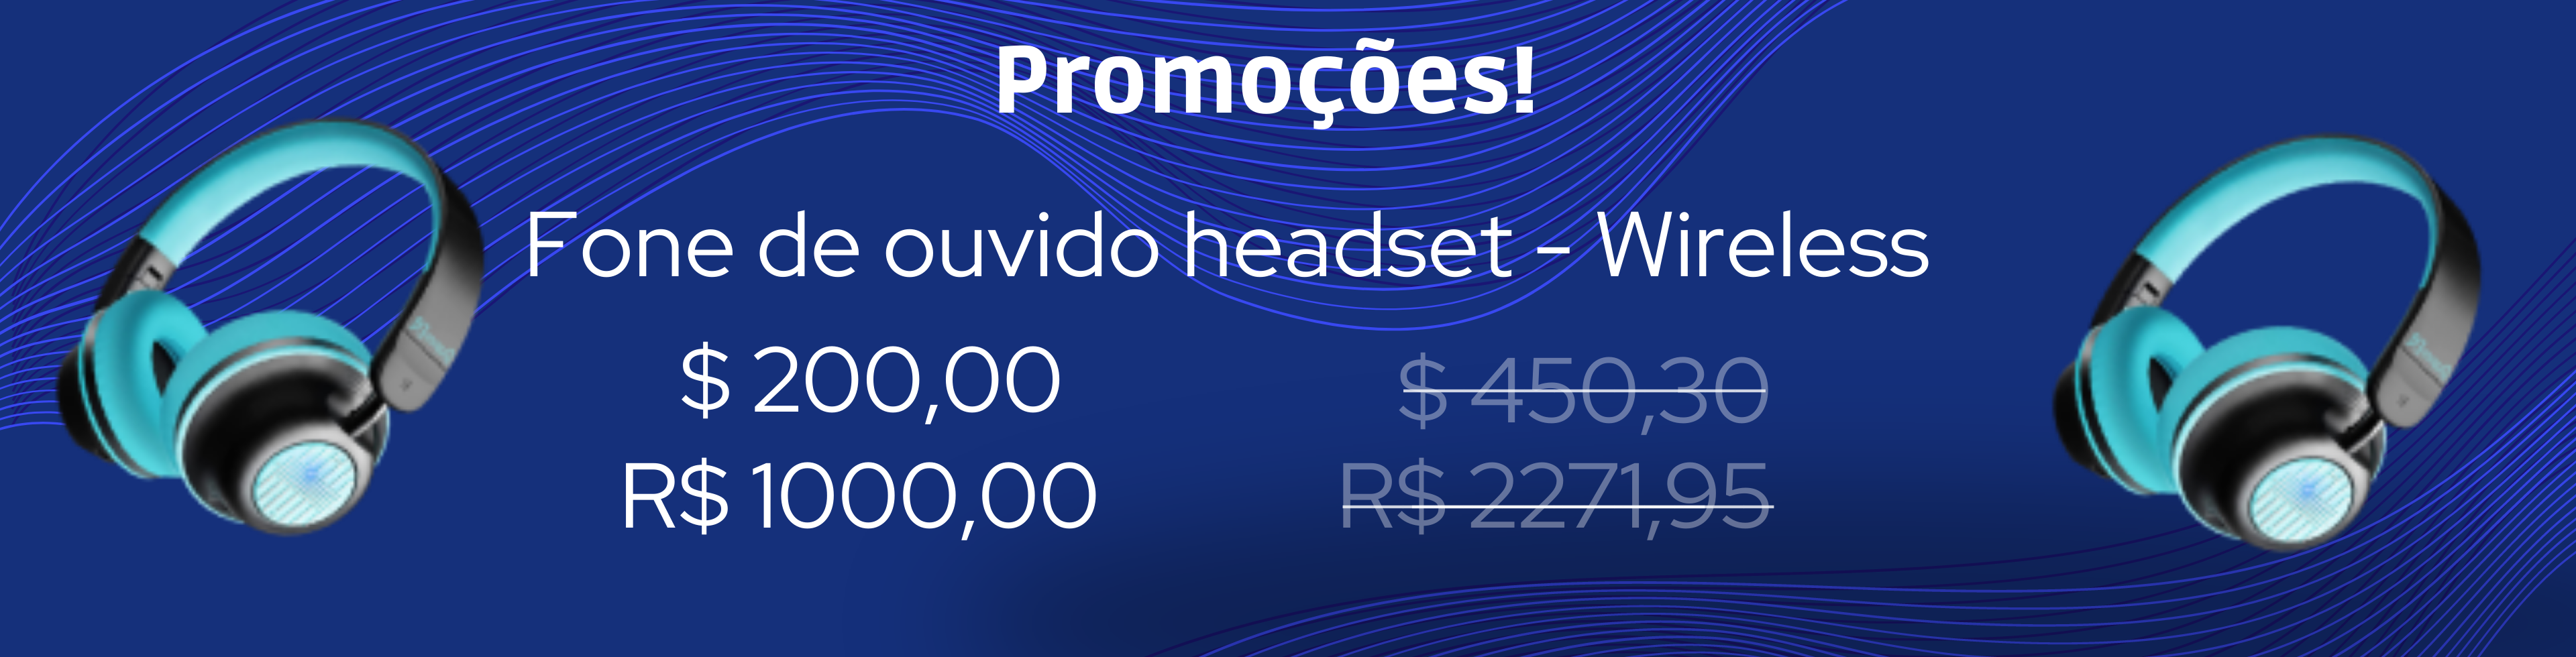 Promoções!
Fone de ouvido headset - Wireless
$ 200,00
$ 450,30
R$ 1000,00
R$ 2271,95